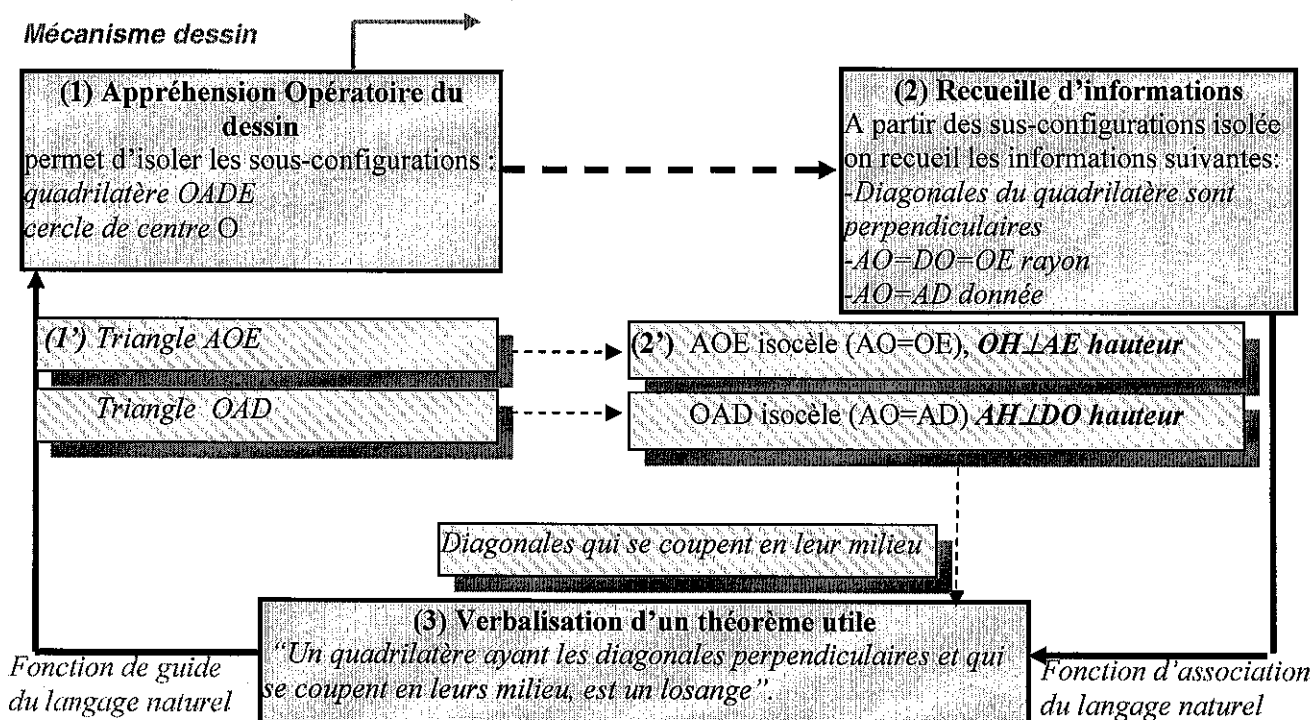 Mécanisme dessin
(1) Appréhension Opératoire du
dessin
permet d'isoler les sous-configurations :
quadrilatère OADE
cercle de centre O
(2) Recueille d'informations
A partir des sus-configurations isolée
on recueil les informations suivantes:
-Diagonales du quadrilatère sont
perpendiculaires
-AO=DO=OE rayon
-AO=AD donnée
(1') Triangle AOE
(2') AOE isocèle (AO=OE), OH⊥AE hauteur
Triangle OAD
OAD isocèle (AO=AD) AH⊥DO hauteur
Diagonales qui se coupent en leur milieu
(3) Verbalisation d'un théorème utile
"Un quadrilatère ayant les diagonales perpendiculaires et qui
se coupent en leurs milieu, est un losange".
Fonction de guide
du langage naturel
Fonction d'association
du langage naturel